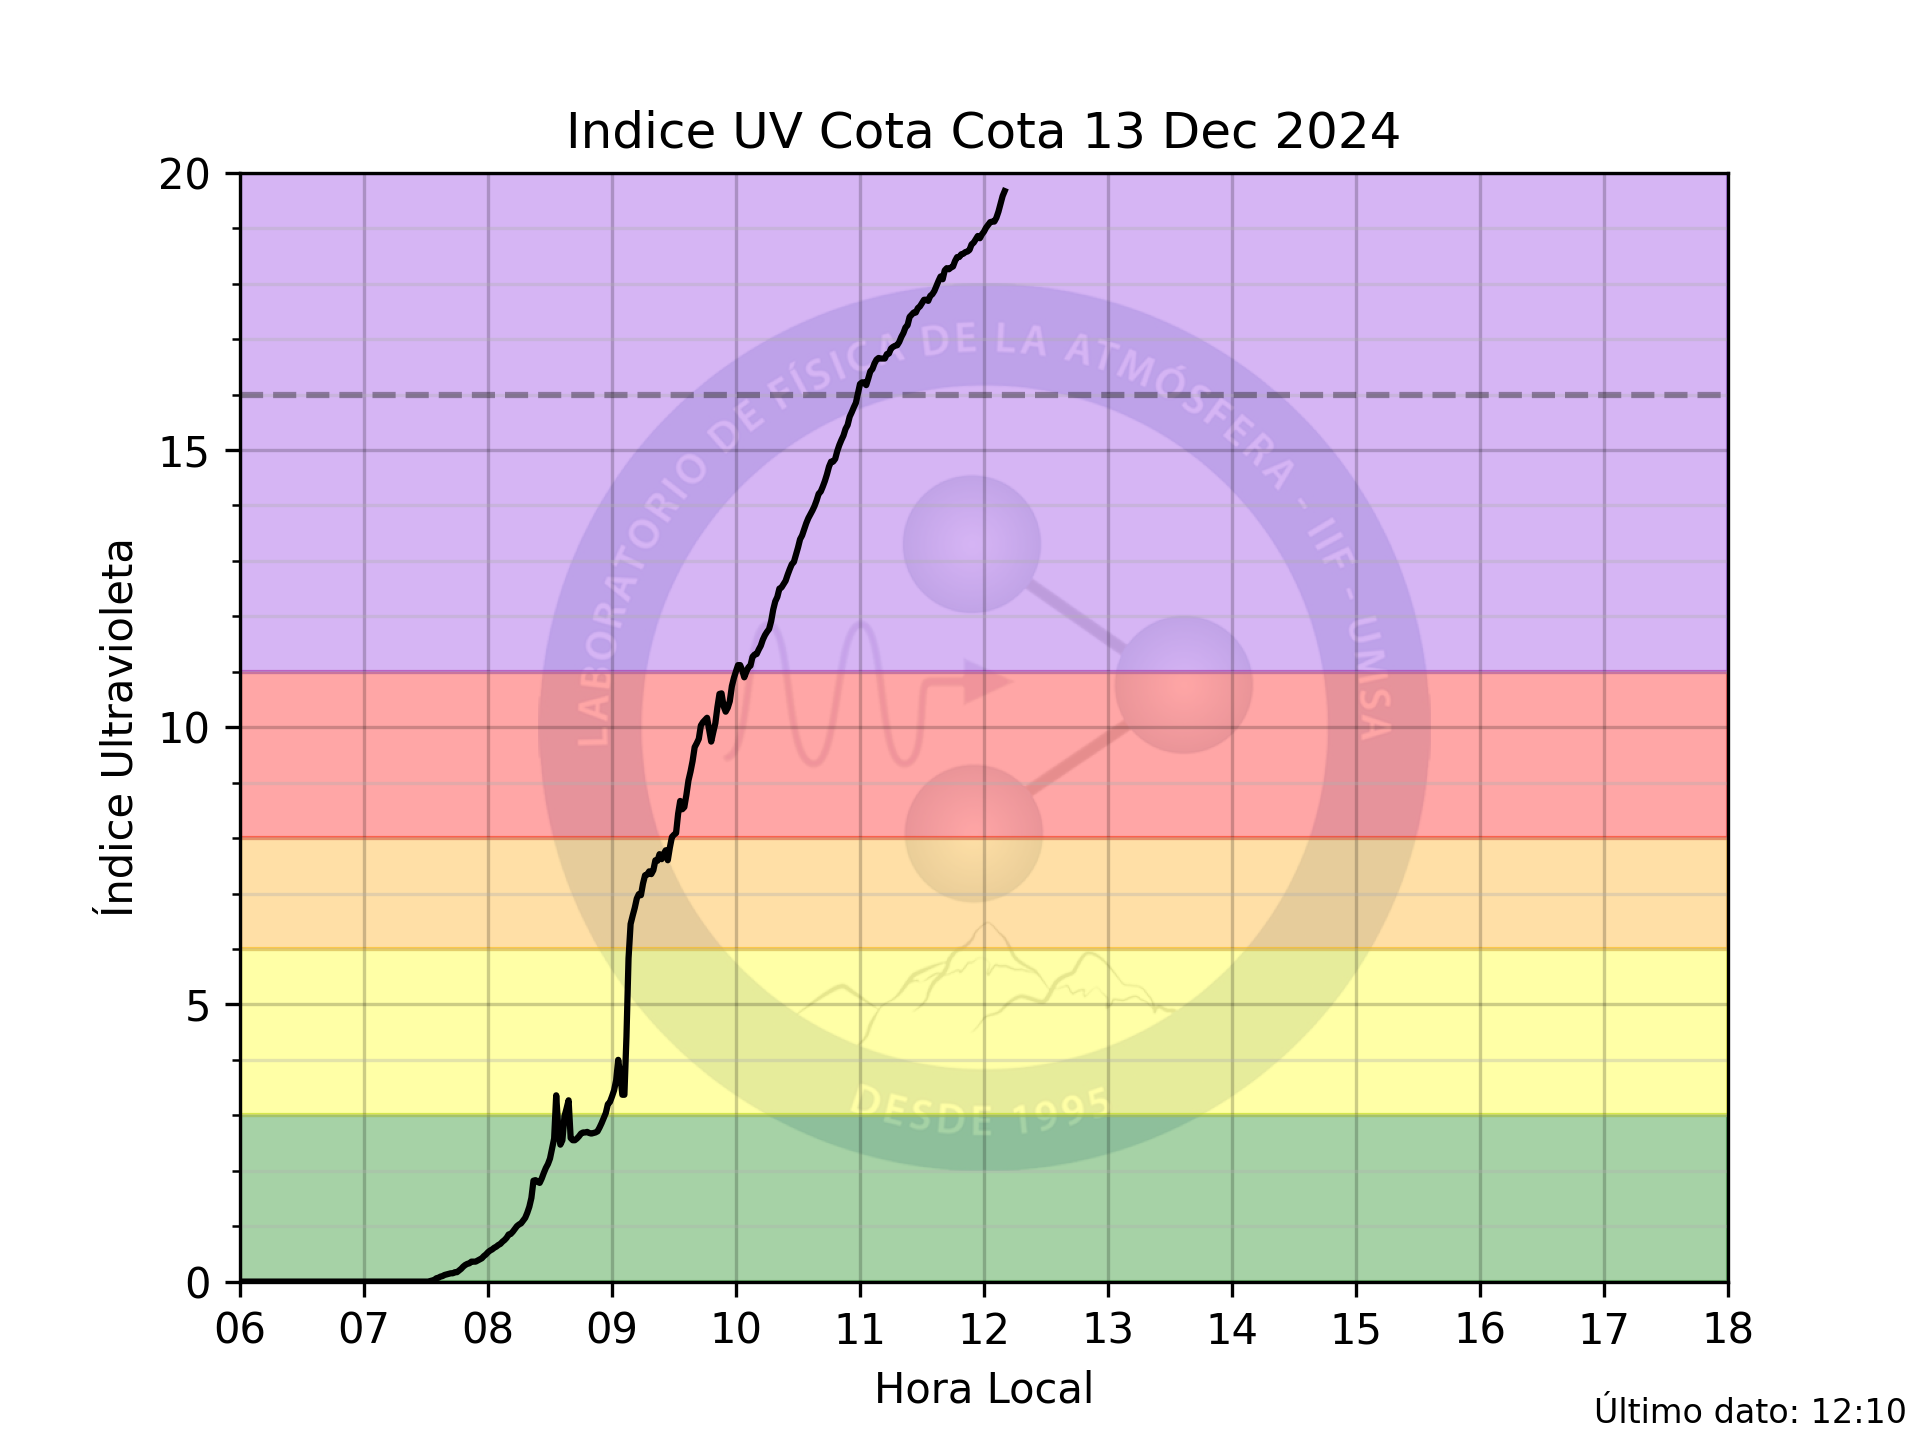 Indice UV Cota Cota 13 Dec 2024
20
15
10
5
0
Índice Ultravioleta
LABORATORIO DE FÍSICA DE LA ATMÓSFERA - IIF - UMSA
DESDE 1995
06 07 08 09 10 11 12 13 14 15 16 17 18
Hora Local
Último dato: 12:10